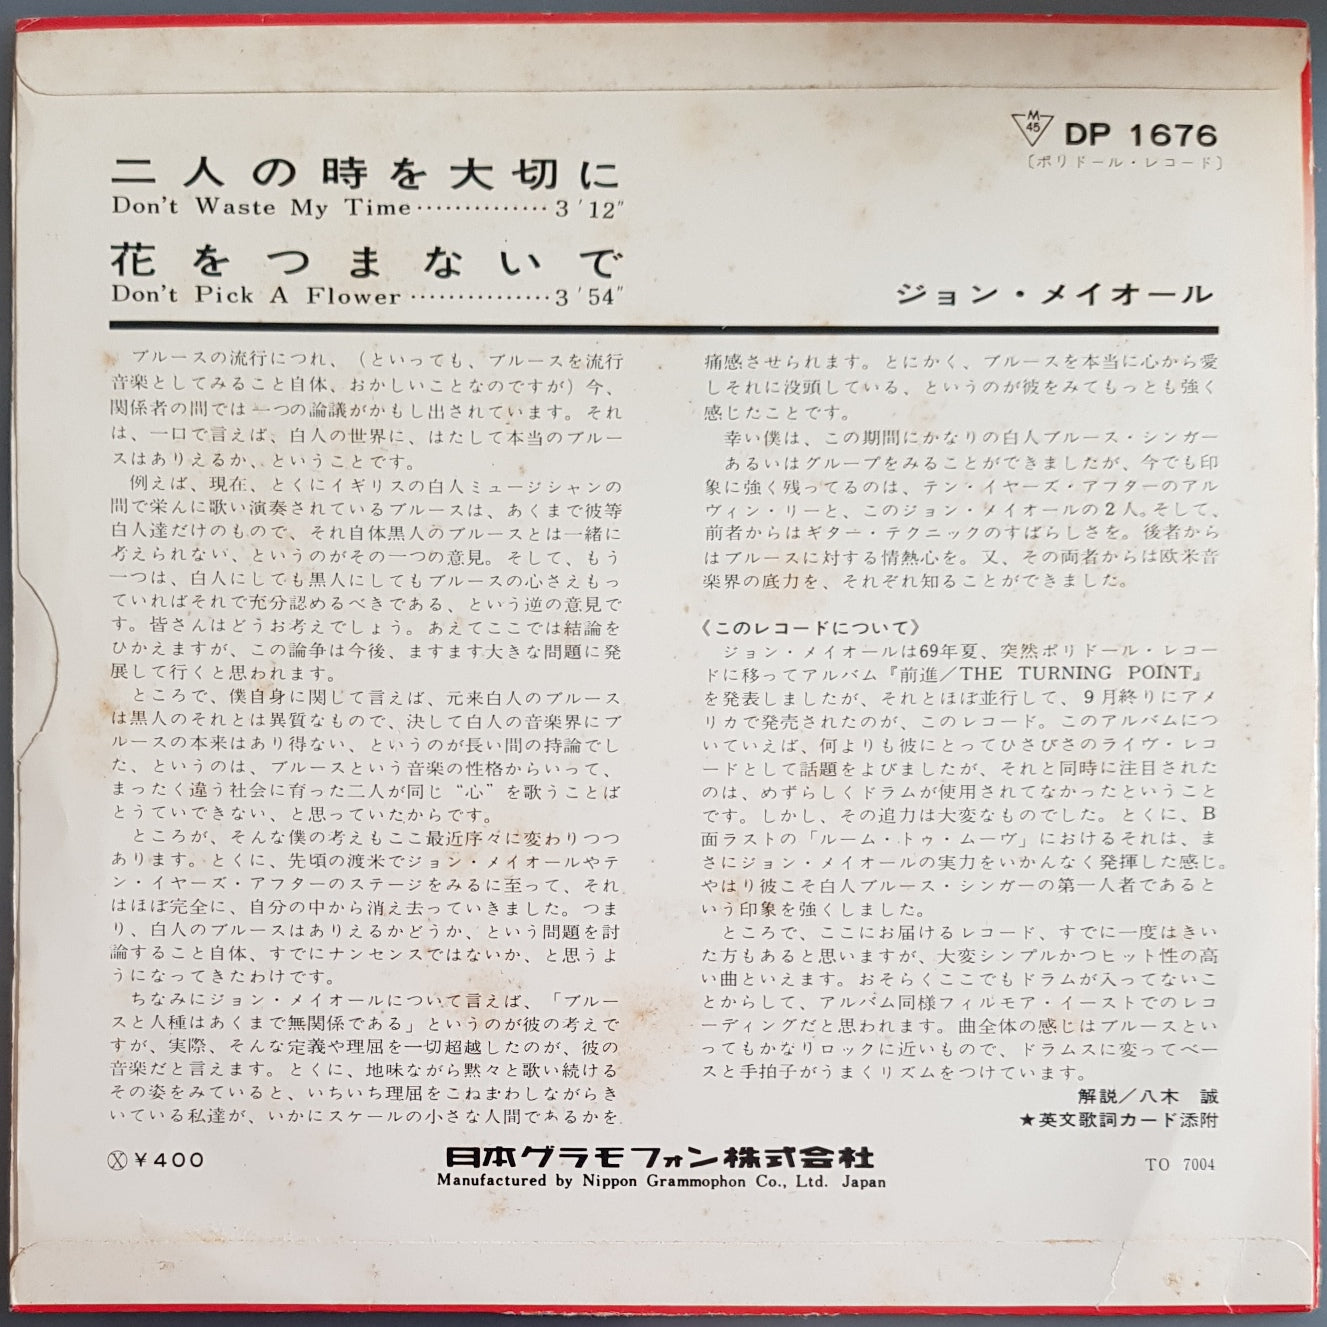 M
45
DP 1676
〔ポリドール・レコード〕
二人の時を大切に
Don't Waste My Time··············3′12″
花をつまないで
Don't Pick A Flower···············3′54″
ジョン・メイオール
ブルースの流行につれ、（といっても、ブルースを流行
音楽としてみること自体、おかしいことなのですが）今、
関係者の間では一つの論議がかもし出されています。それ
は、一口で言えば、白人の世界に、はたして本当のブルー
スはありえるか、ということです。
例えば、現在、とくにイギリスの白人ミュージシャンの
間で栄んに歌い演奏されているブルースは、あくまで彼等
白人達だけのもので、それ自体黒人のブルースとは一緒に
考えられない、というのがその一つの意見。そして、もう
一つは、白人にしても黒人にしてもブルースの心さえもっ
ていればそれで充分認めるべきである、という逆の意見で
す。皆さんはどうお考えでしょう。あえてここでは結論を
ひかえますが、この論争は今後、ますます大きな問題に発
展して行くと思われます。
ところで、僕自身に関して言えば、元来白人のブルース
は黒人のそれとは異質なもので、決して白人の音楽界にブ
ルースの本来はあり得ない、というのが長い間の持論でし
た、というのは、ブルースという音楽の性格からいって、
まったく違う社会に育った二人が同じ“心”を歌うことば
とうていできない、と思っていたからです。
ところが、そんな僕の考えもここ最近序々に変わりつつ
あります。とくに、先頃の渡米でジョン・メイオールやテ
ン・イヤーズ・アフターのステージをみるに至って、それ
はほぼ完全に、自分の中から消え去っていきました。つま
り、白人のブルースはありえるかどうか、という問題を討
論すること自体、すでにナンセンスではないか、と思うよ
うになってきたわけです。
ちなみにジョン・メイオールについて言えば、「ブルー
スと人種はあくまで無関係である」というのが彼の考えで
すが、実際、そんな定義や理屈を一切超越したのが、彼の
音楽だと言えます。とくに、地味ながら黙々と歌い続ける
その姿をみていると、いちいち理屈をこねまわしながらき
いている私達が、いかにスケールの小さな人間であるかを
痛感させられます。とにかく、ブルースを本当に心から愛
しそれに没頭している、というのが彼をみてもっとも強く
感じたことです。
幸い僕は、この期間にかなりの白人ブルース・シンガー
あるいはグループをみることができましたが、今でも印
象に強く残ってるのは、テン・イヤーズ・アフターのアル
ヴィン・リーと、このジョン・メイオールの2人。そして、
前者からはギター・テクニックのすばらしさを。後者から
はブルースに対する情熱心を。又、その両者からは欧米音
楽界の底力を、それぞれ知ることができました。
《このレコードについて》
ジョン・メイオールは69年夏、突然ポリドール・レコー
ドに移ってアルバム『前進／THE TURNING POINT』
を発表しましたが、それとほぼ並行して、9月終りにアメ
リカで発売されたのが、このレコード。このアルバムにつ
いていえば、何よりも彼にとってひさびさのライヴ・レコ
ードとして話題をよびましたが、それと同時に注目された
のは、めずらしくドラムが使用されてなかったということ
です。しかし、その迫力は大変なものでした。とくに、B
面ラストの「ルーム・トゥ・ムーヴ」におけるそれは、ま
さにジョン・メイオールの実力をいかんなく発揮した感じ。
やはり彼こそ白人ブルース・シンガーの第一人者であると
いう印象を強くしました。
ところで、ここにお届けるレコード、すでに一度はきい
た方もあると思いますが、大変シンプルかつヒット性の高
い曲といえます。おそらくここでもドラムが入ってないこ
とからして、アルバム同様フィルモア・イーストでのレコ
ーディングだと思われます。曲全体の感じはブルースとい
ってもかなりロックに近いもので、ドラムスに変ってベー
スと手拍子がうまくリズムをつけています。
解説／八木 誠
★英文歌詞カード添附
Ⓧ￥400
日本グラモフォン株式会社
Manufactured by Nippon Grammophon Co., Ltd. Japan
TO 7004